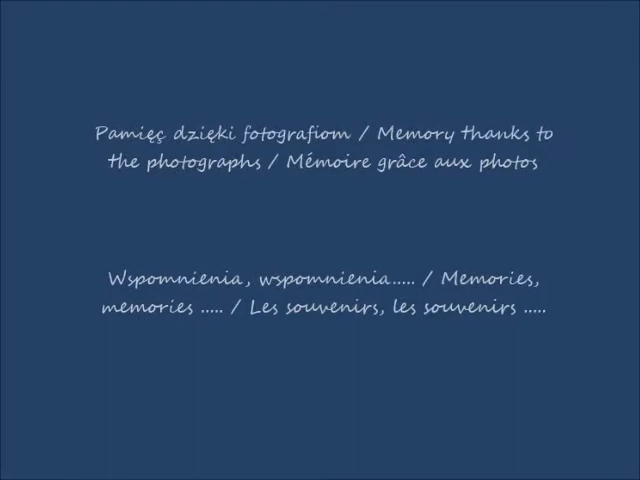 Pamięç dzięki fotografiom / Memory thanks to
the photographs / Mémoire grâce aux photos
Wspomnienia, wspomnienia..... / Memories,
memories ..... / Les souvenirs, les souvenirs .....